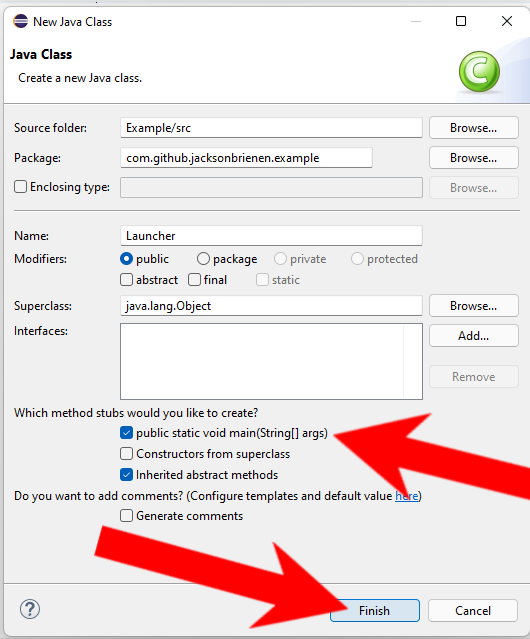 New Java Class
Java Class
Create a new Java class.
Source folder: Example/src Browse...
Package: com.github.jacksonbrienen.example Browse...
Enclosing type: Browse...
Name: Launcher
Modifiers: public package private protected
abstract final static
Superclass: java.lang.Object Browse...
Interfaces: Add...
Remove
Which method stubs would you like to create?
public static void main(String[] args)
Constructors from superclass
Inherited abstract methods
Do you want to add comments? (Configure templates and default value here)
Generate comments
? Finish Cancel